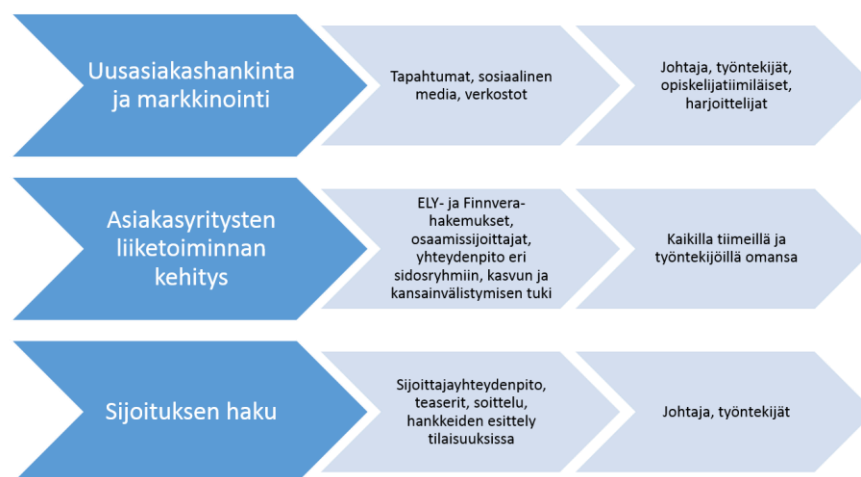 Uusasiakashankinta
ja markkinointi
Tapahtumat, sosiaalinen
media, verkostot
Johtaja, työntekijät,
opiskelijatiimiläiset,
harjoittelijat
Asiakasyritysten
liiketoiminnan
kehitys
ELY- ja Finnvera-
hakemukset,
osaamissijoittajat,
yhteydenpito eri
sidosryhmiin, kasvun ja
kansainvälistymisen tuki
Kaikilla tiimeillä ja
työntekijöillä omansa
Sijoituksen haku
Sijoittajayhteydenpito,
teaserit, soittelu,
hankkeiden esittely
tilaisuuksissa
Johtaja, työntekijät